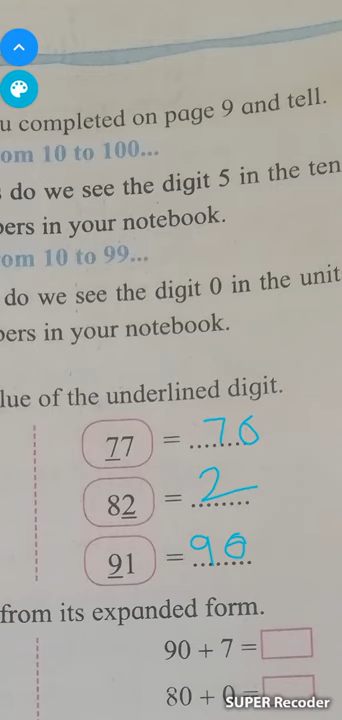 u completed on page 9 and tell.
om 10 to 100...
do we see the digit 5 in the ten
bers in your notebook.
om 10 to 99...
do we see the digit 0 in the unit
bers in your notebook.
lue of the underlined digit.
77 = 70
82 = 2
91 = 90
from its expanded form.
90 + 7 =
80 + 0 =
SUPER Recoder